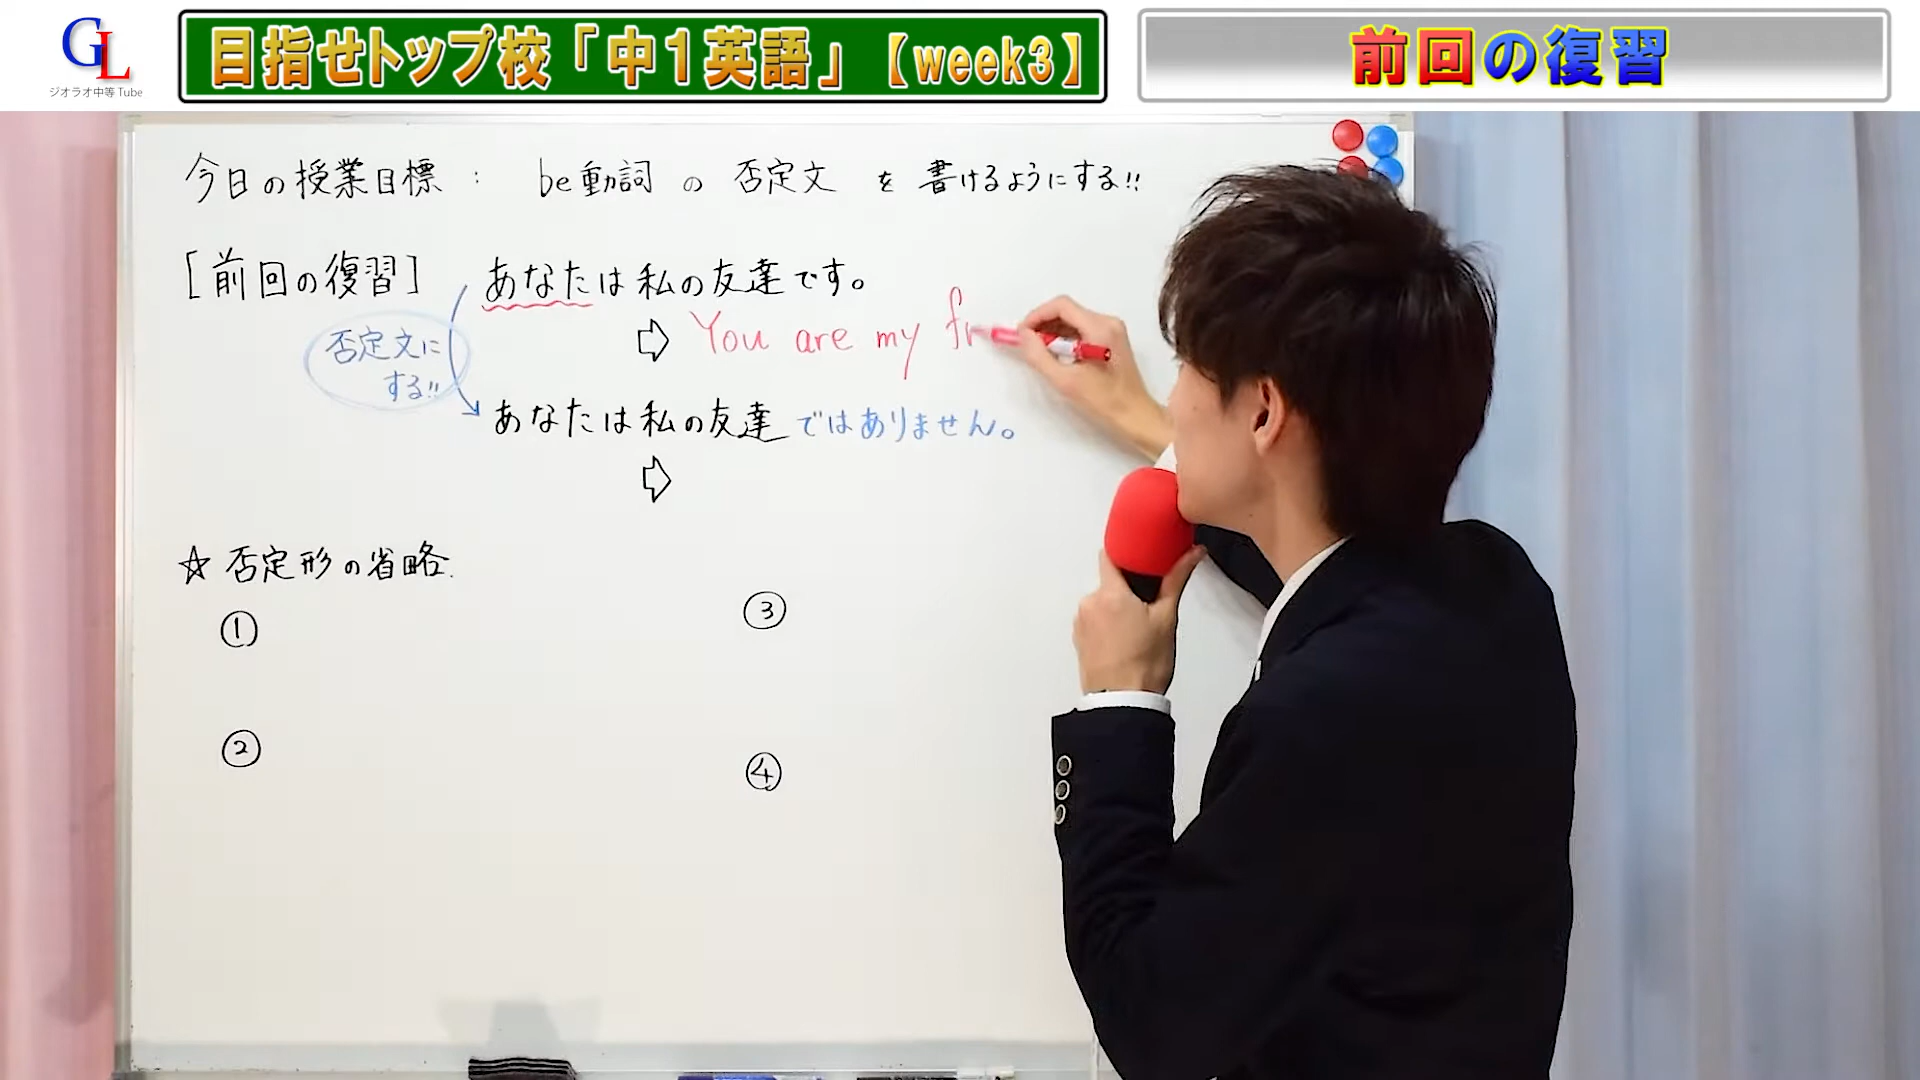 GL
ジオラオ中等Tube
目指せトップ校「中1英語」【week3】
前回の復習
今日の授業目標： be動詞 の 否定文 を 書けるようにする!!
[前回の復習] あなたは私の友達です。
⇨ You are my fr
否定文に
する!!
あなたは私の友達ではありません。
⇨
☆ 否定形の省略.
①
③
②
④